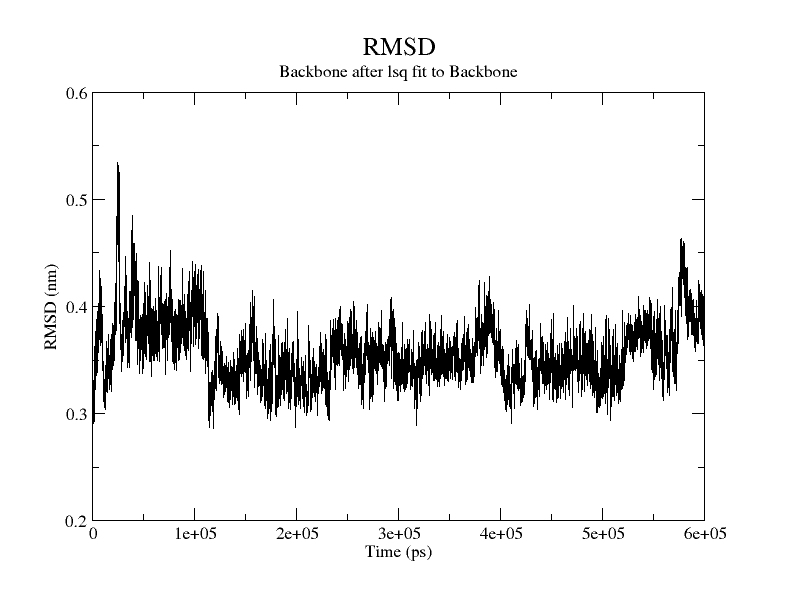 RMSD
Backbone after lsq fit to Backbone
0.6
0.5
0.4
0.3
0.2
RMSD (nm)
0 1e+05 2e+05 3e+05 4e+05 5e+05 6e+05
Time (ps)